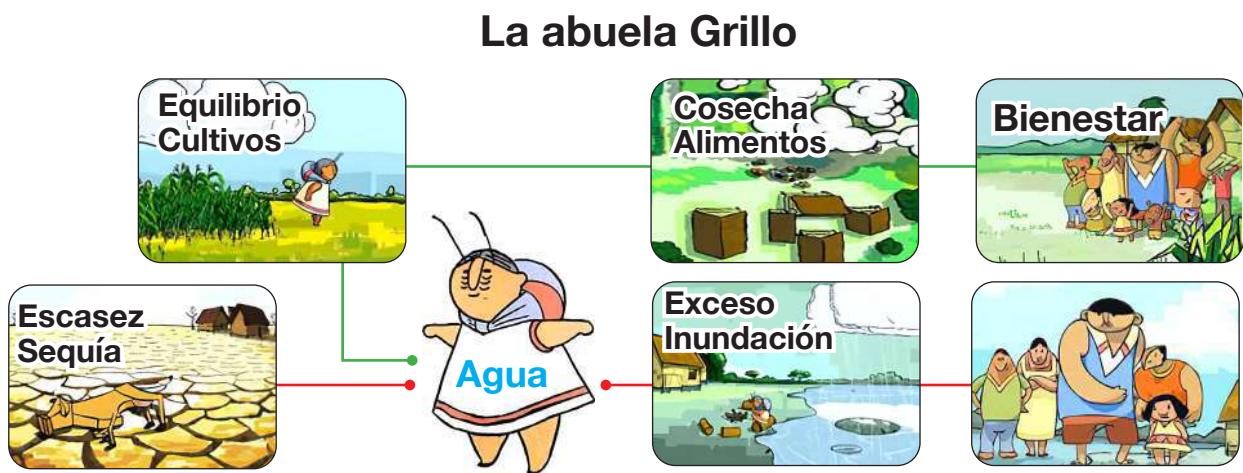 La abuela Grillo
Equilibrio
Cultivos
Cosecha
Alimentos
Bienestar
Escasez
Sequía
Agua
Exceso
Inundación